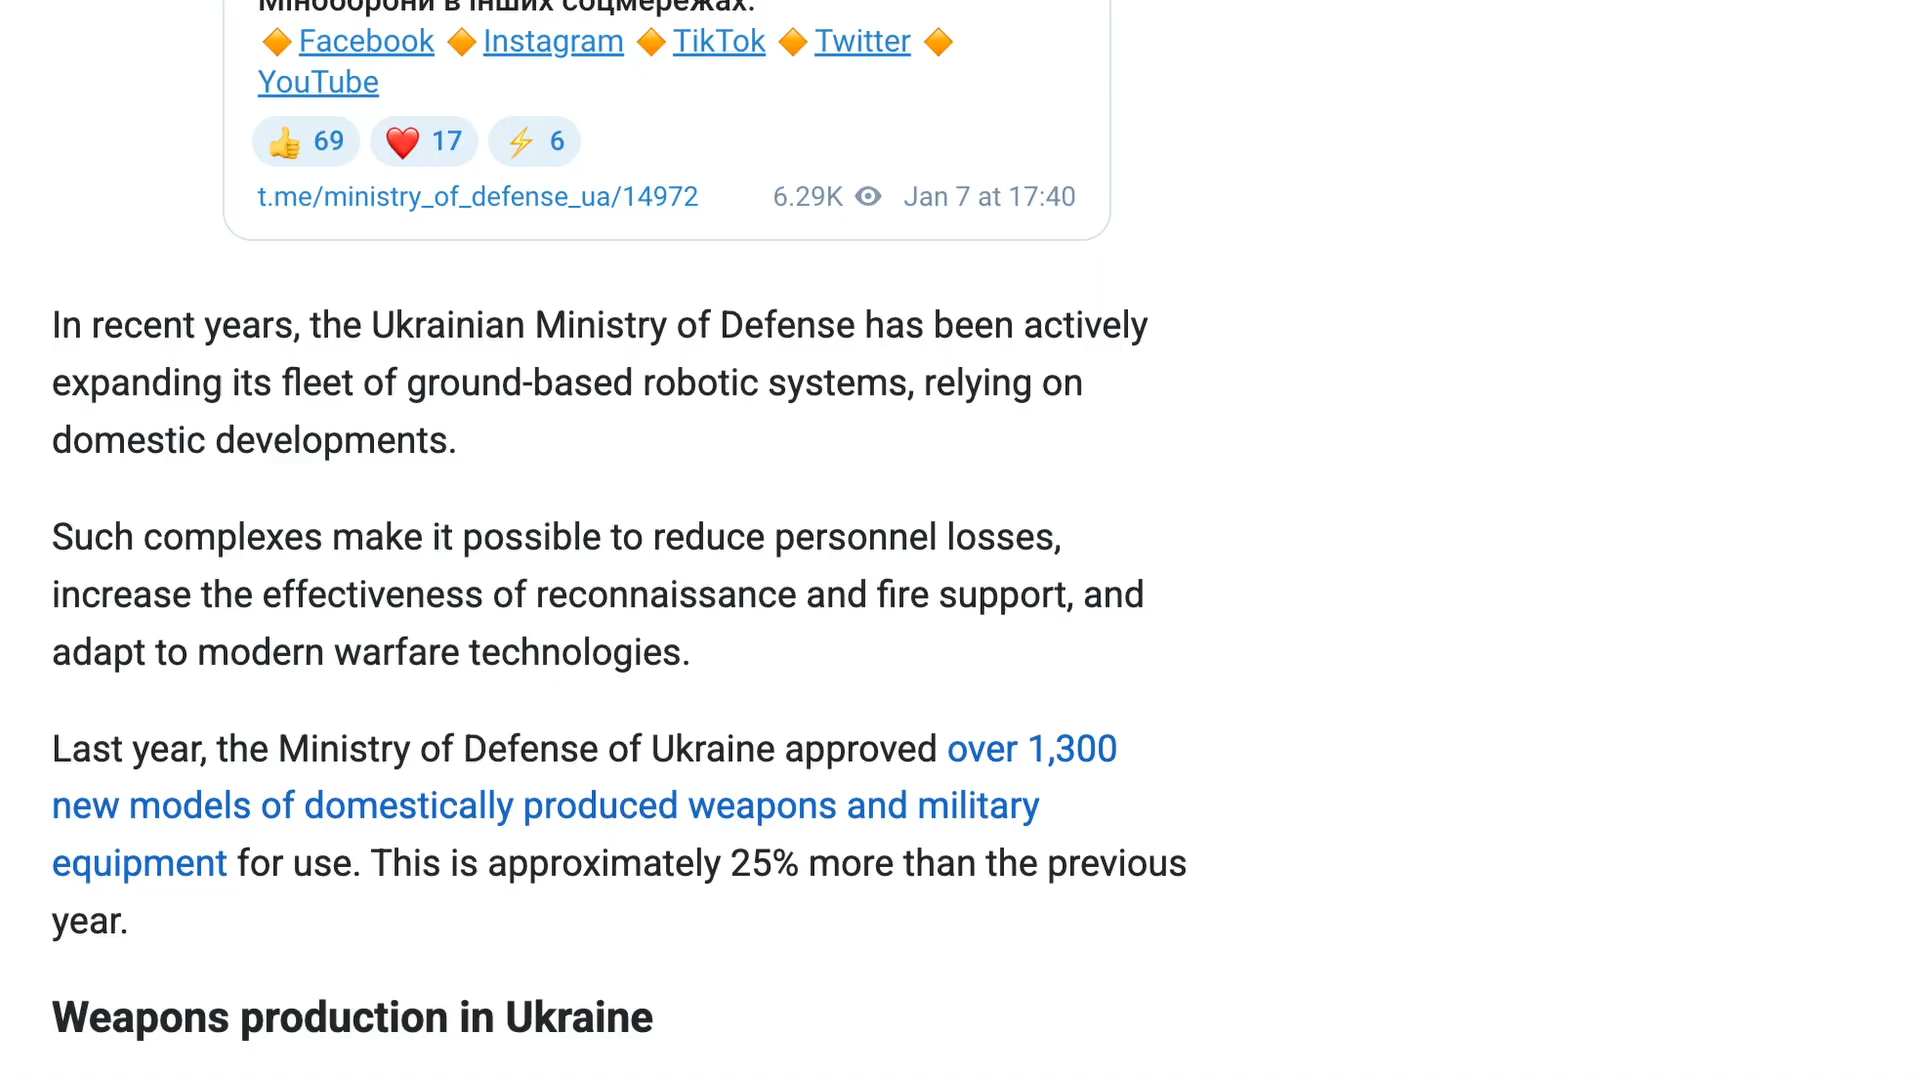 Міноборони в інших соцмережах:
🔶Facebook 🔶Instagram 🔶TikTok 🔶Twitter 🔶
YouTube
👍 69 ❤️ 17 ⚡ 6
t.me/ministry_of_defense_ua/14972 6.29K Jan 7 at 17:40
In recent years, the Ukrainian Ministry of Defense has been actively
expanding its fleet of ground-based robotic systems, relying on
domestic developments.
Such complexes make it possible to reduce personnel losses,
increase the effectiveness of reconnaissance and fire support, and
adapt to modern warfare technologies.
Last year, the Ministry of Defense of Ukraine approved over 1,300
new models of domestically produced weapons and military
equipment for use. This is approximately 25% more than the previous
year.
Weapons production in Ukraine